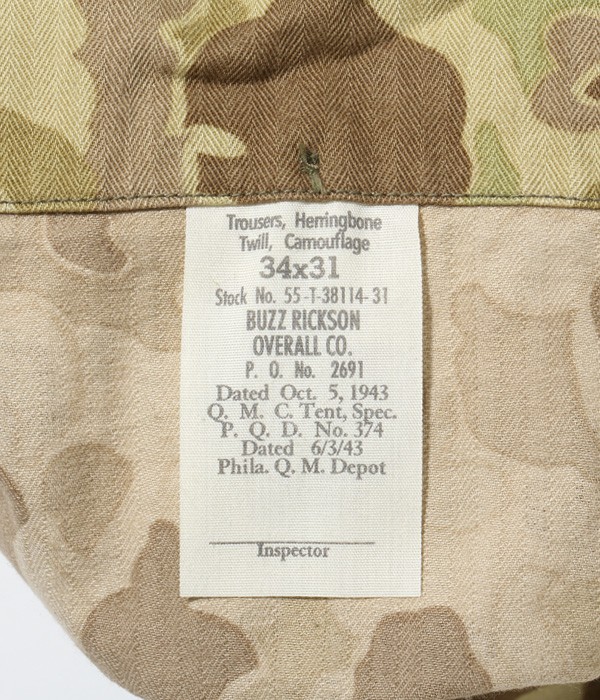 Trousers, Herringbone
Twill, Camouflage
34x31
Stock No. 55-T-38114-31
BUZZ RICKSON
OVERALL CO.
P. O. No. 2691
Dated Oct. 5, 1943
Q. M. C. Tent, Spec.
P. Q. D. No. 374
Dated 6/3/43
Phila. Q. M. Depot
Inspector